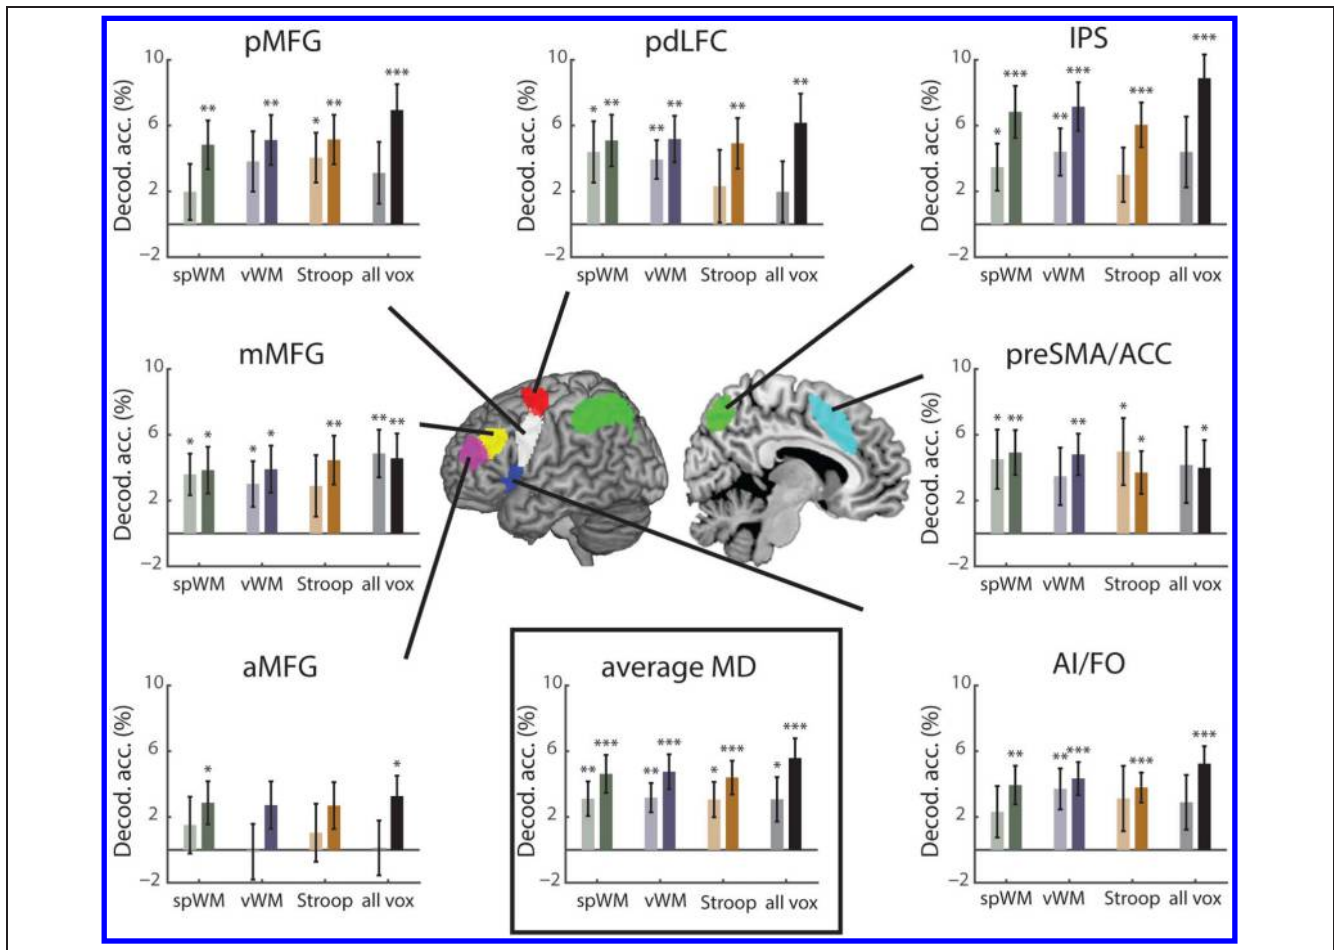 pMFG
10
6
2
−2
Decod. acc. (%)
** ** * ** ***
spWM vWM Stroop all vox
pdLFC
10
6
2
−2
Decod. acc. (%)
* ** ** ** ** **
spWM vWM Stroop all vox
IPS
10
6
2
−2
Decod. acc. (%)
* *** ** *** *** ***
spWM vWM Stroop all vox
mMFG
10
6
2
−2
Decod. acc. (%)
* * * * ** ** **
spWM vWM Stroop all vox
preSMA/ACC
10
6
2
−2
Decod. acc. (%)
* ** ** * * *
spWM vWM Stroop all vox
aMFG
10
6
2
−2
Decod. acc. (%)
* *
spWM vWM Stroop all vox
average MD
10
6
2
−2
Decod. acc. (%)
** *** ** *** * *** * ***
spWM vWM Stroop all vox
AI/FO
10
6
2
−2
Decod. acc. (%)
** ** *** *** ***
spWM vWM Stroop all vox